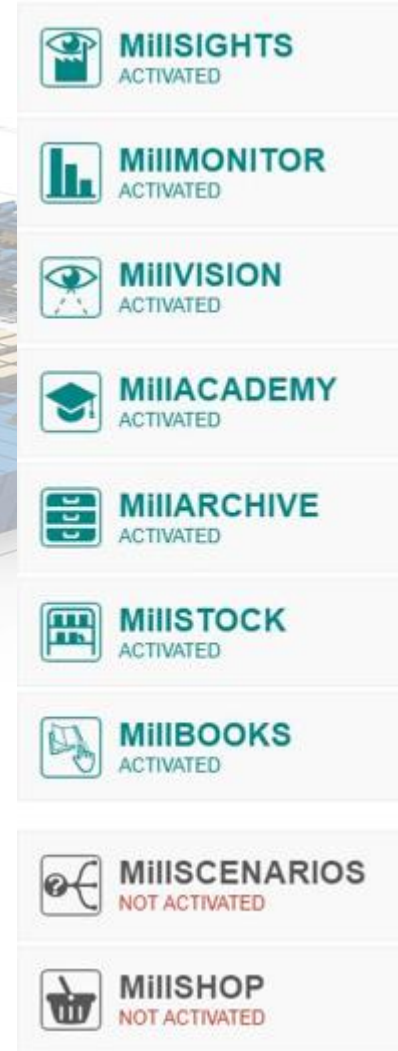 MillSIGHTS
ACTIVATED
MillMONITOR
ACTIVATED
MillVISION
ACTIVATED
MillACADEMY
ACTIVATED
MillARCHIVE
ACTIVATED
MillSTOCK
ACTIVATED
MillBOOKS
ACTIVATED
MillSCENARIOS
NOT ACTIVATED
MillSHOP
NOT ACTIVATED